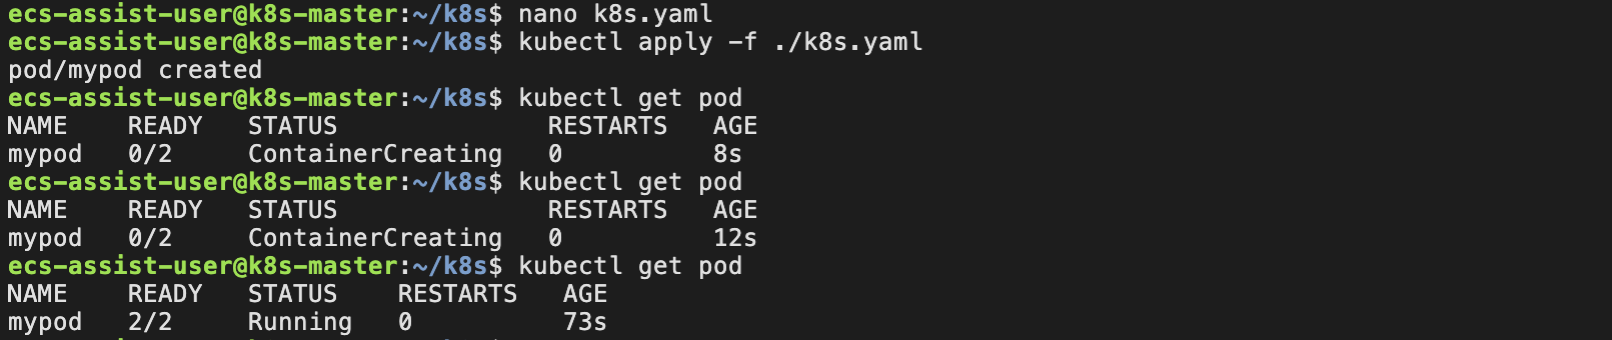 ecs-assist-user@k8s-master:~/k8s$ nano k8s.yaml
ecs-assist-user@k8s-master:~/k8s$ kubectl apply -f ./k8s.yaml
pod/mypod created
ecs-assist-user@k8s-master:~/k8s$ kubectl get pod
NAME    READY   STATUS              RESTARTS   AGE
mypod   0/2     ContainerCreating   0          8s
ecs-assist-user@k8s-master:~/k8s$ kubectl get pod
NAME    READY   STATUS              RESTARTS   AGE
mypod   0/2     ContainerCreating   0          12s
ecs-assist-user@k8s-master:~/k8s$ kubectl get pod
NAME    READY   STATUS    RESTARTS   AGE
mypod   2/2     Running   0          73s